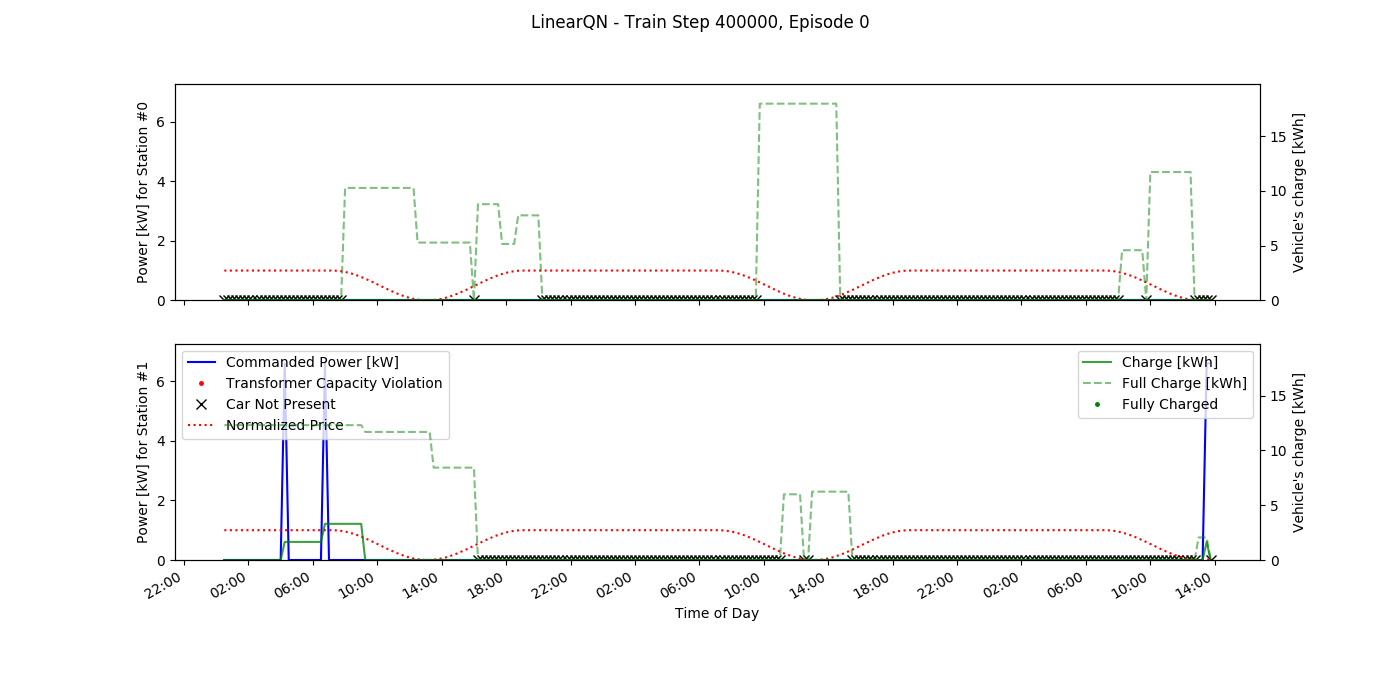 LinearQN - Train Step 400000, Episode 0
Power [kW] for Station #0
0
2
4
6
0
5
10
15
Vehicle's charge [kWh]
Power [kW] for Station #1
0
2
4
6
Commanded Power [kW]
Transformer Capacity Violation
Car Not Present
Normalized Price
Charge [kWh]
Full Charge [kWh]
Fully Charged
0
5
10
15
Vehicle's charge [kWh]
22:00 02:00 06:00 10:00 14:00 18:00 22:00 02:00 06:00 10:00 14:00 18:00 22:00 02:00 06:00 10:00 14:00
Time of Day